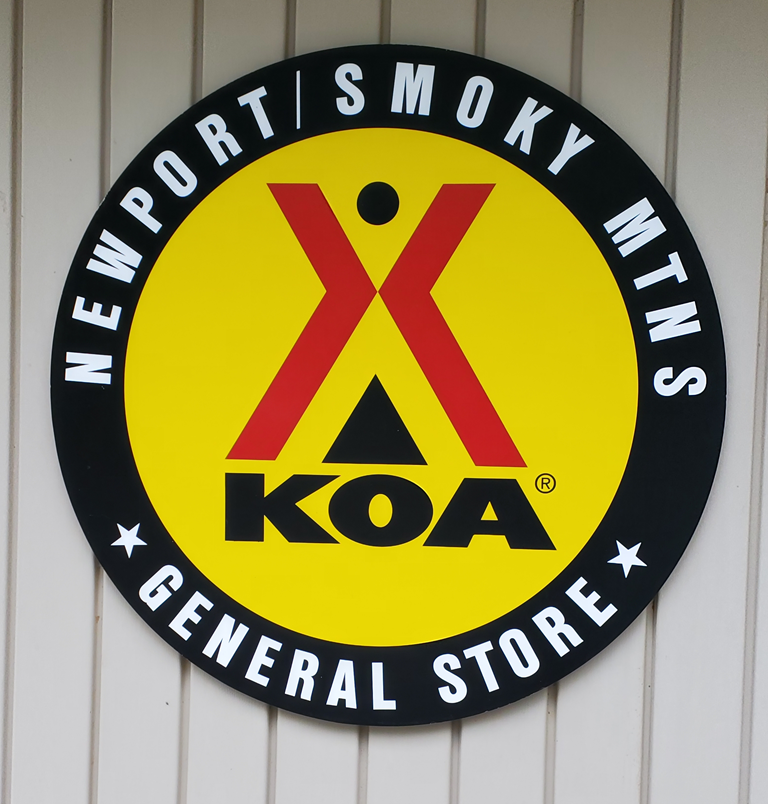 NEWPORT/SMOKY MTNS
KOA®
★ GENERAL STORE ★